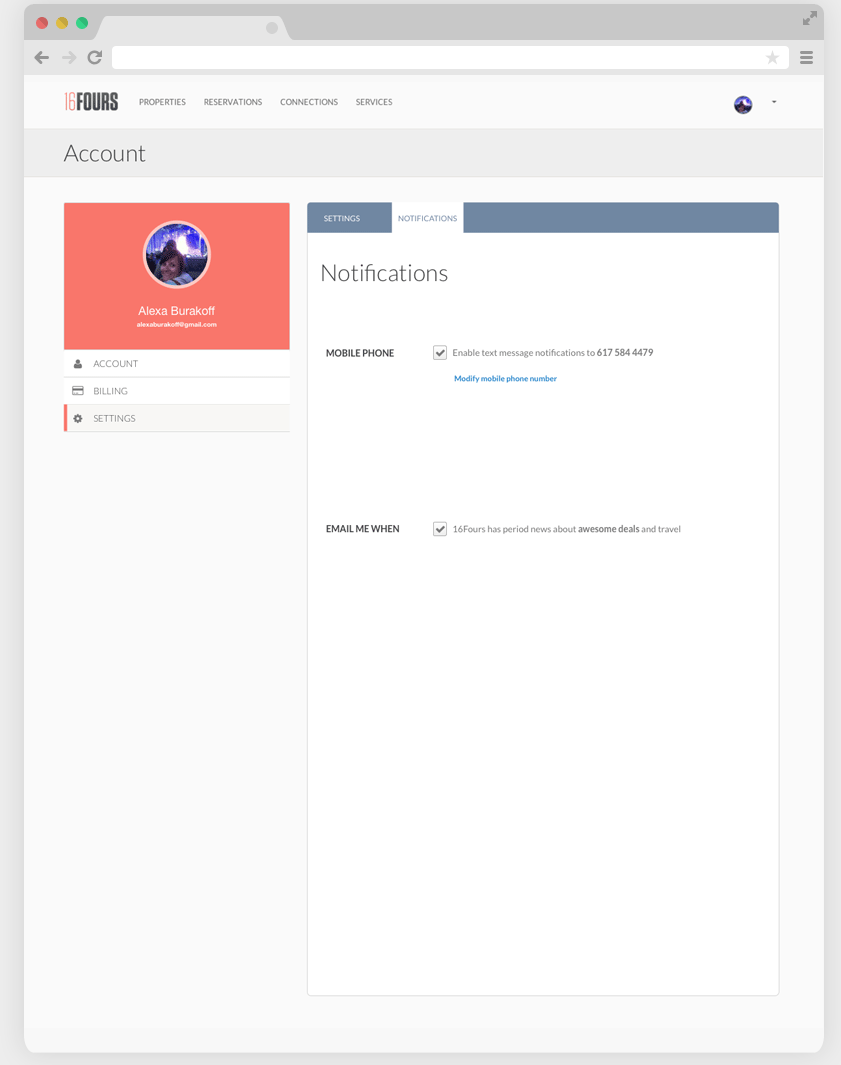 16FOURS PROPERTIES RESERVATIONS CONNECTIONS SERVICES
Account
SETTINGS NOTIFICATIONS
Alexa Burakoff
alexaburakoff@gmail.com
ACCOUNT
BILLING
SETTINGS
Notifications
MOBILE PHONE Enable text message notifications to 617 584 4479
Modify mobile phone number
EMAIL ME WHEN 16Fours has period news about awesome deals and travel